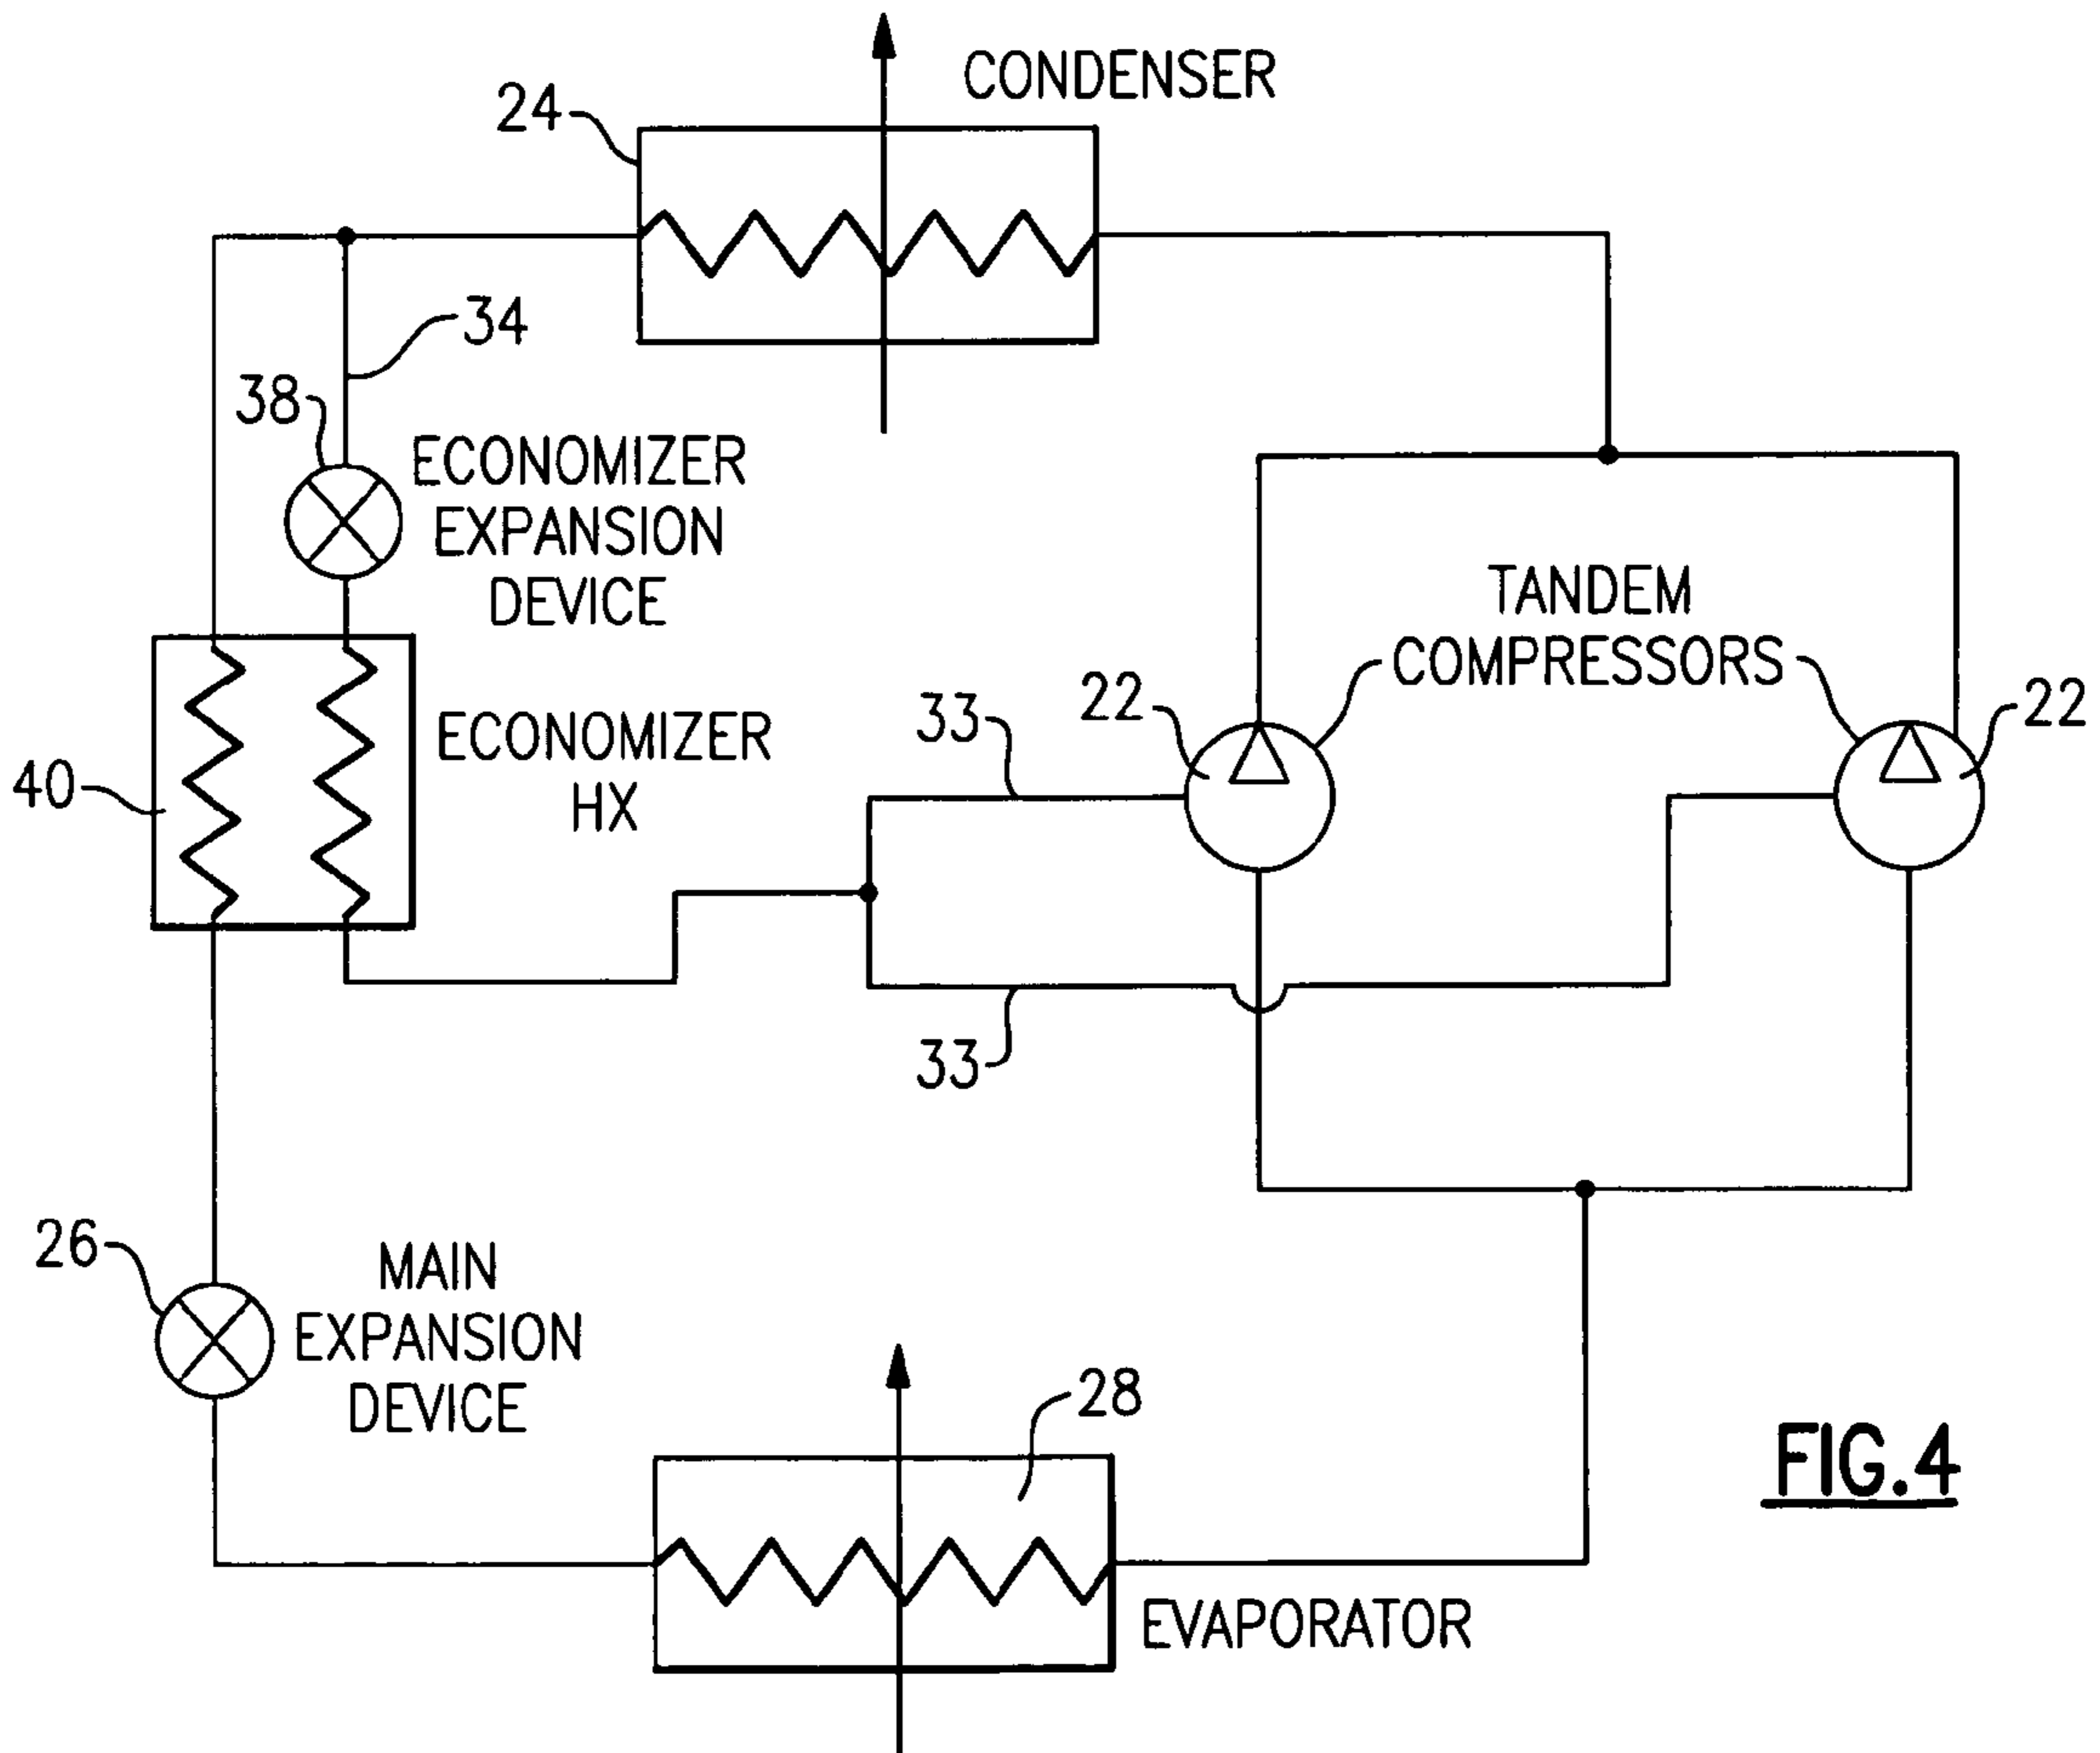 CONDENSER
24
34
38
ECONOMIZER
EXPANSION
DEVICE
TANDEM
COMPRESSORS
22
22
33
ECONOMIZER
HX
40
33
26
MAIN
EXPANSION
DEVICE
28
FIG.4
EVAPORATOR